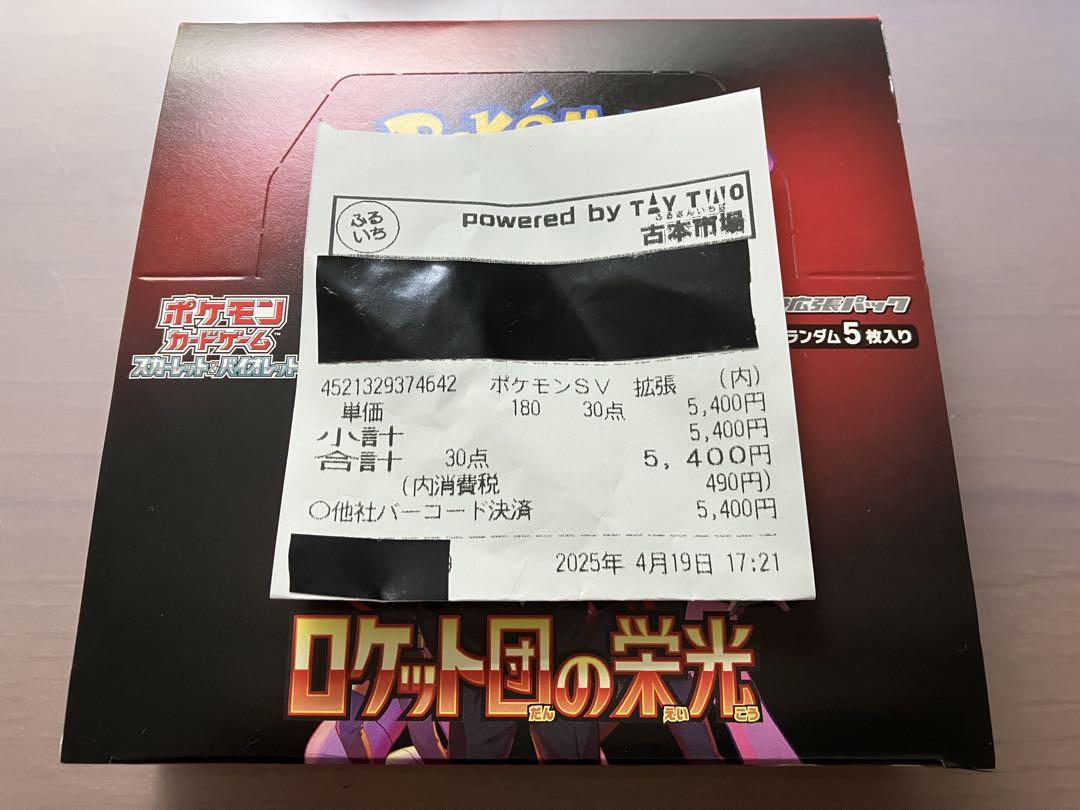 ふる
いち
powered by TAY TWO
ふるほんいちば
古本市場
ポケモン
カードゲーム
スカーレット&バイオレット
拡張パック
ランダム5枚入り
4521329374642 ポケモンSV 拡張 (内)
単価 180 30点 5,400円
小計 5,400円
合計 30点 5,400円
(内消費税 490円)
○他社バーコード決済 5,400円
2025年 4月19日 17:21
ロケット団の栄光
だん えい こう